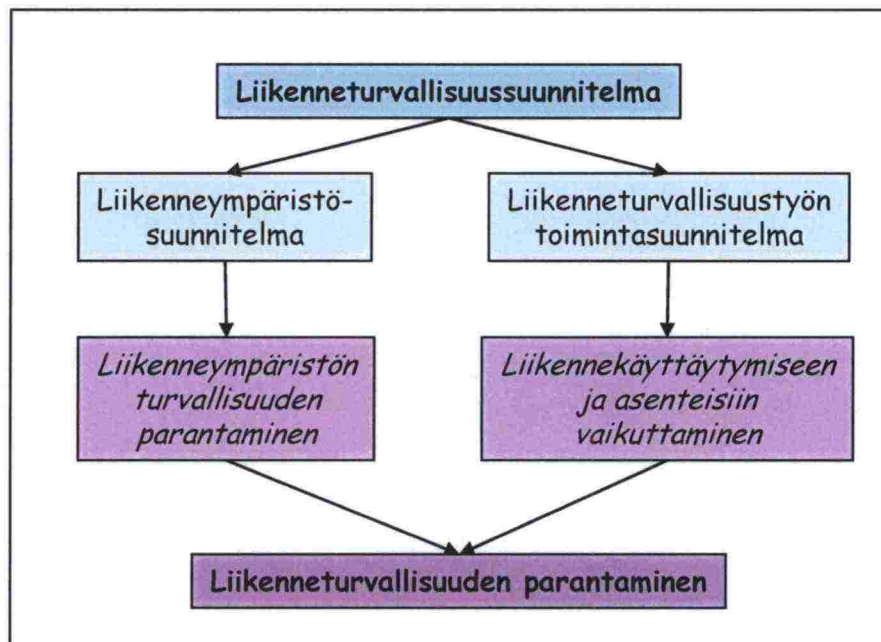 Liikenneturvallisuussuunnitelma
Liikenneympäristö-
suunnitelma
Liikenneturvallisuustyön
toimintasuunnitelma
Liikenneympäristön
turvallisuuden
parantaminen
Liikennekäyttäytymiseen
ja asenteisiin
vaikuttaminen
Liikenneturvallisuuden parantaminen